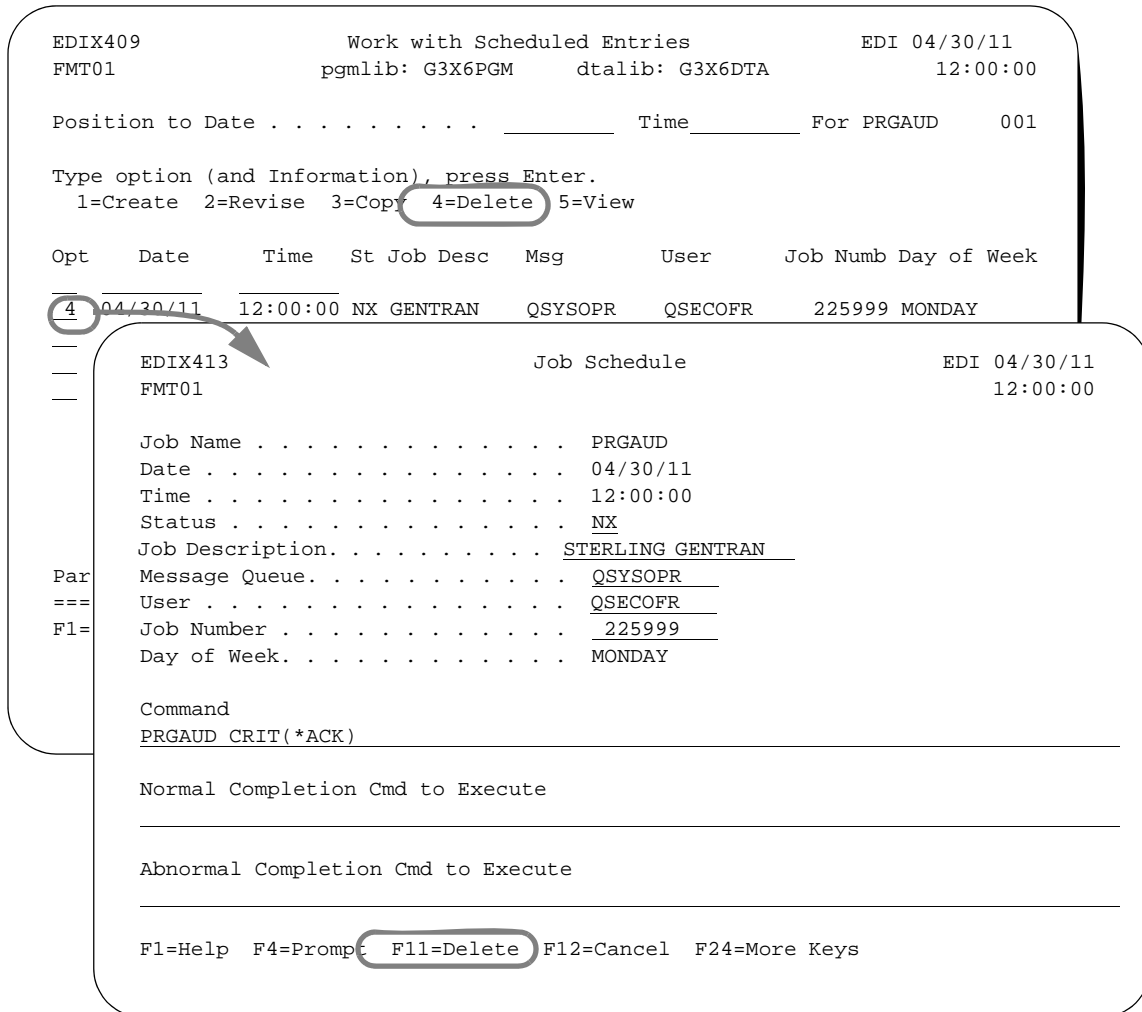 EDIX409 Work with Scheduled Entries EDI 04/30/11
FMT01 pgmlib: G3X6PGM dtalib: G3X6DTA 12:00:00
Position to Date . . . . . . . . . Time For PRGAUD 001
Type option (and Information), press Enter.
1=Create 2=Revise 3=Copy 4=Delete 5=View
Opt Date Time St Job Desc Msg User Job Numb Day of Week
4 04/30/11 12:00:00 NX GENTRAN QSYSOPR QSECOFR 225999 MONDAY
Par
===
F1=
EDIX413 Job Schedule EDI 04/30/11
FMT01 12:00:00
Job Name . . . . . . . . . . . . . PRGAUD
Date . . . . . . . . . . . . . . . 04/30/11
Time . . . . . . . . . . . . . . . 12:00:00
Status . . . . . . . . . . . . . . NX
Job Description. . . . . . . . . . STERLING GENTRAN
Message Queue. . . . . . . . . . . QSYSOPR
User . . . . . . . . . . . . . . . QSECOFR
Job Number . . . . . . . . . . . . 225999
Day of Week. . . . . . . . . . . . MONDAY
Command
PRGAUD CRIT(*ACK)
Normal Completion Cmd to Execute
Abnormal Completion Cmd to Execute
F1=Help F4=Prompt F11=Delete F12=Cancel F24=More Keys